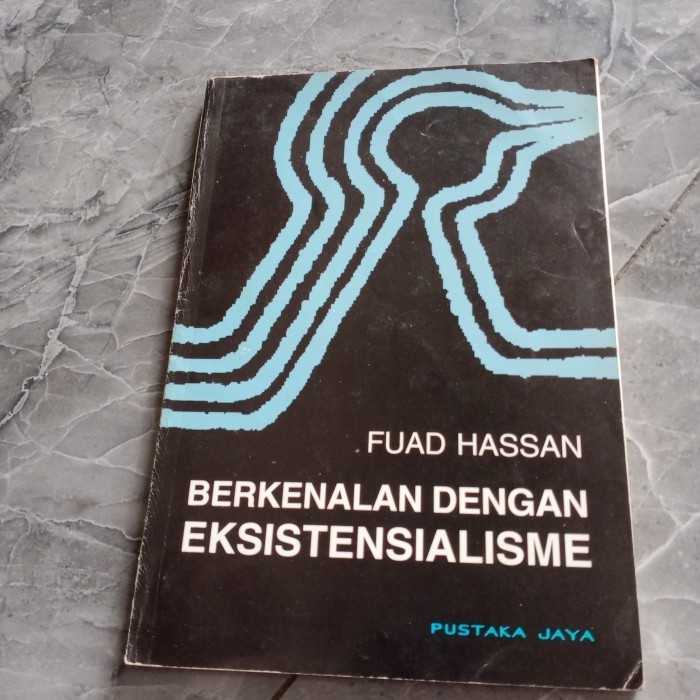 FUAD HASSAN
BERKENALAN DENGAN
EKSISTENSIALISME
PUSTAKA JAYA